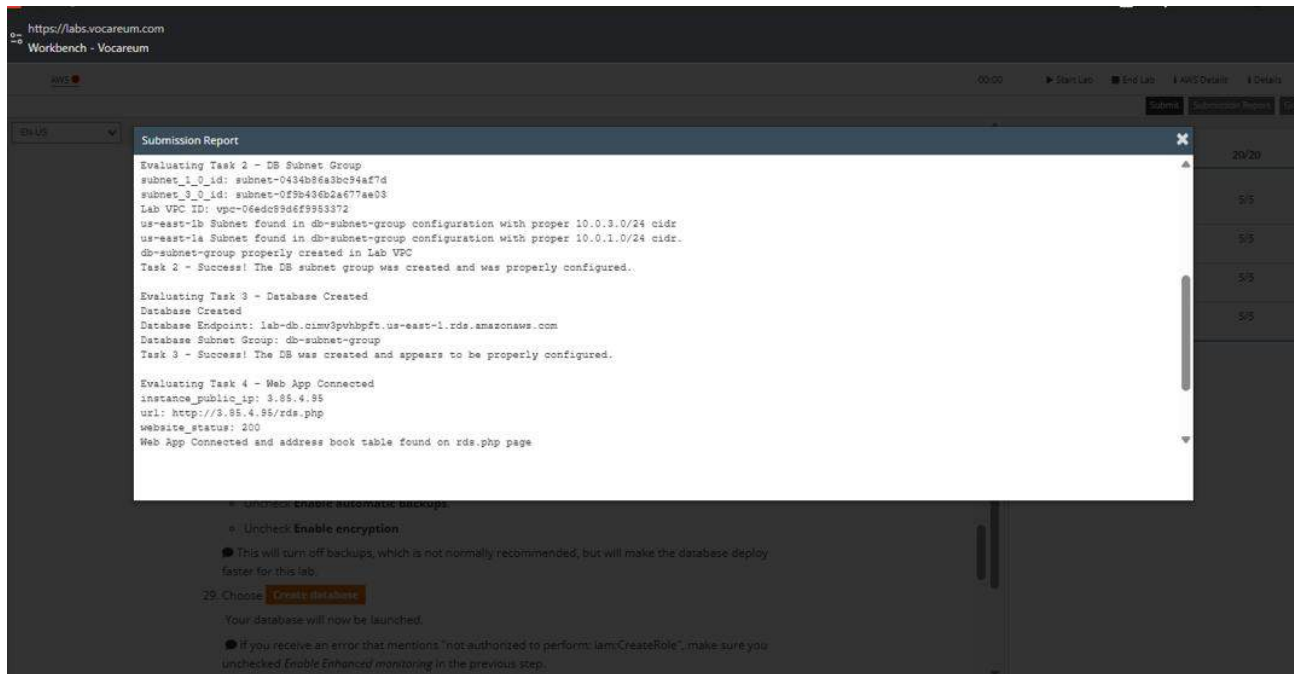 https://labs.vocareum.com
Workbench - Vocareum
AWS
00:00
Start Lab
End Lab
AWS Details
Details
Submit
Submission Report
EN-US
Submission Report
20/20
5/5
5/5
5/5
5/5
Evaluating Task 2 - DB Subnet Group
subnet_1_0_id: subnet-0434b86a3bc94af7d
subnet_3_0_id: subnet-0f9b436b2a677ae03
Lab VPC ID: vpc-06edc89d6f9953372
us-east-1b Subnet found in db-subnet-group configuration with proper 10.0.3.0/24 cidr
us-east-1a Subnet found in db-subnet-group configuration with proper 10.0.1.0/24 cidr.
db-subnet-group properly created in Lab VPC
Task 2 - Success! The DB subnet group was created and was properly configured.
Evaluating Task 3 - Database Created
Database Created
Database Endpoint: lab-db.cimv3pvhbpft.us-east-1.rds.amazonaws.com
Database Subnet Group: db-subnet-group
Task 3 - Success! The DB was created and appears to be properly configured.
Evaluating Task 4 - Web App Connected
instance_public_ip: 3.85.4.95
url: http://3.85.4.95/rds.php
website_status: 200
Web App Connected and address book table found on rds.php page
Uncheck Enable automatic backups.
Uncheck Enable encryption
This will turn off backups, which is not normally recommended, but will make the database deploy
faster for this lab.
29. Choose Create database
Your database will now be launched.
If you receive an error that mentions "not authorized to perform: iam:CreateRole", make sure you
unchecked Enable Enhanced monitoring in the previous step.